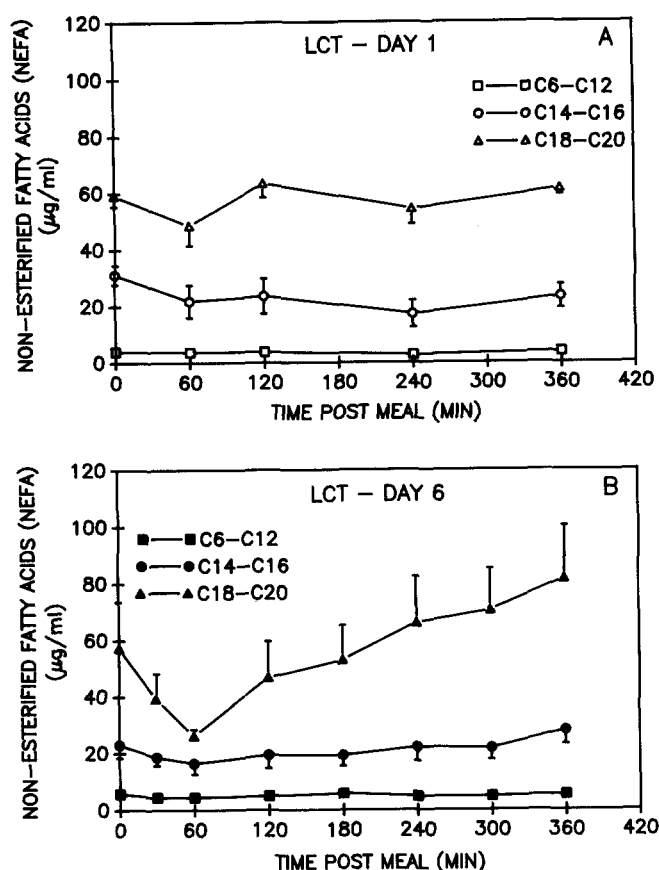 LCT – DAY 1
A
C6–C12
C14–C16
C18–C20
NON–ESTERIFIED FATTY ACIDS (NEFA)
(μg/ml)
120
100
80
60
40
20
0
0 60 120 180 240 300 360 420
TIME POST MEAL (MIN)
LCT – DAY 6
B
C6–C12
C14–C16
C18–C20
NON–ESTERIFIED FATTY ACIDS (NEFA)
(μg/ml)
120
100
80
60
40
20
0
0 60 120 180 240 300 360 420
TIME POST MEAL (MIN)